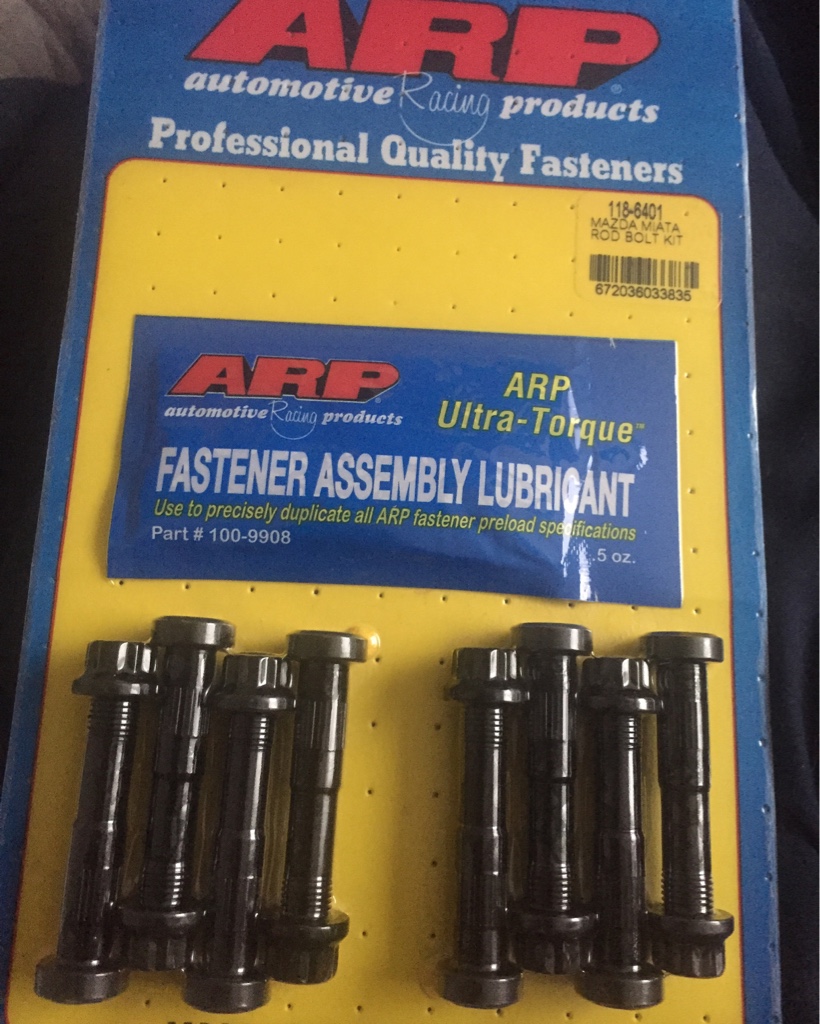 ARP
automotive Racing products
Professional Quality Fasteners
118-6401
MAZDA MIATA
ROD BOLT KIT
672036033835
ARP®
automotive Racing products
ARP
Ultra-Torque™
FASTENER ASSEMBLY LUBRICANT
Use to precisely duplicate all ARP fastener preload specifications
Part # 100-9908
.5 oz.